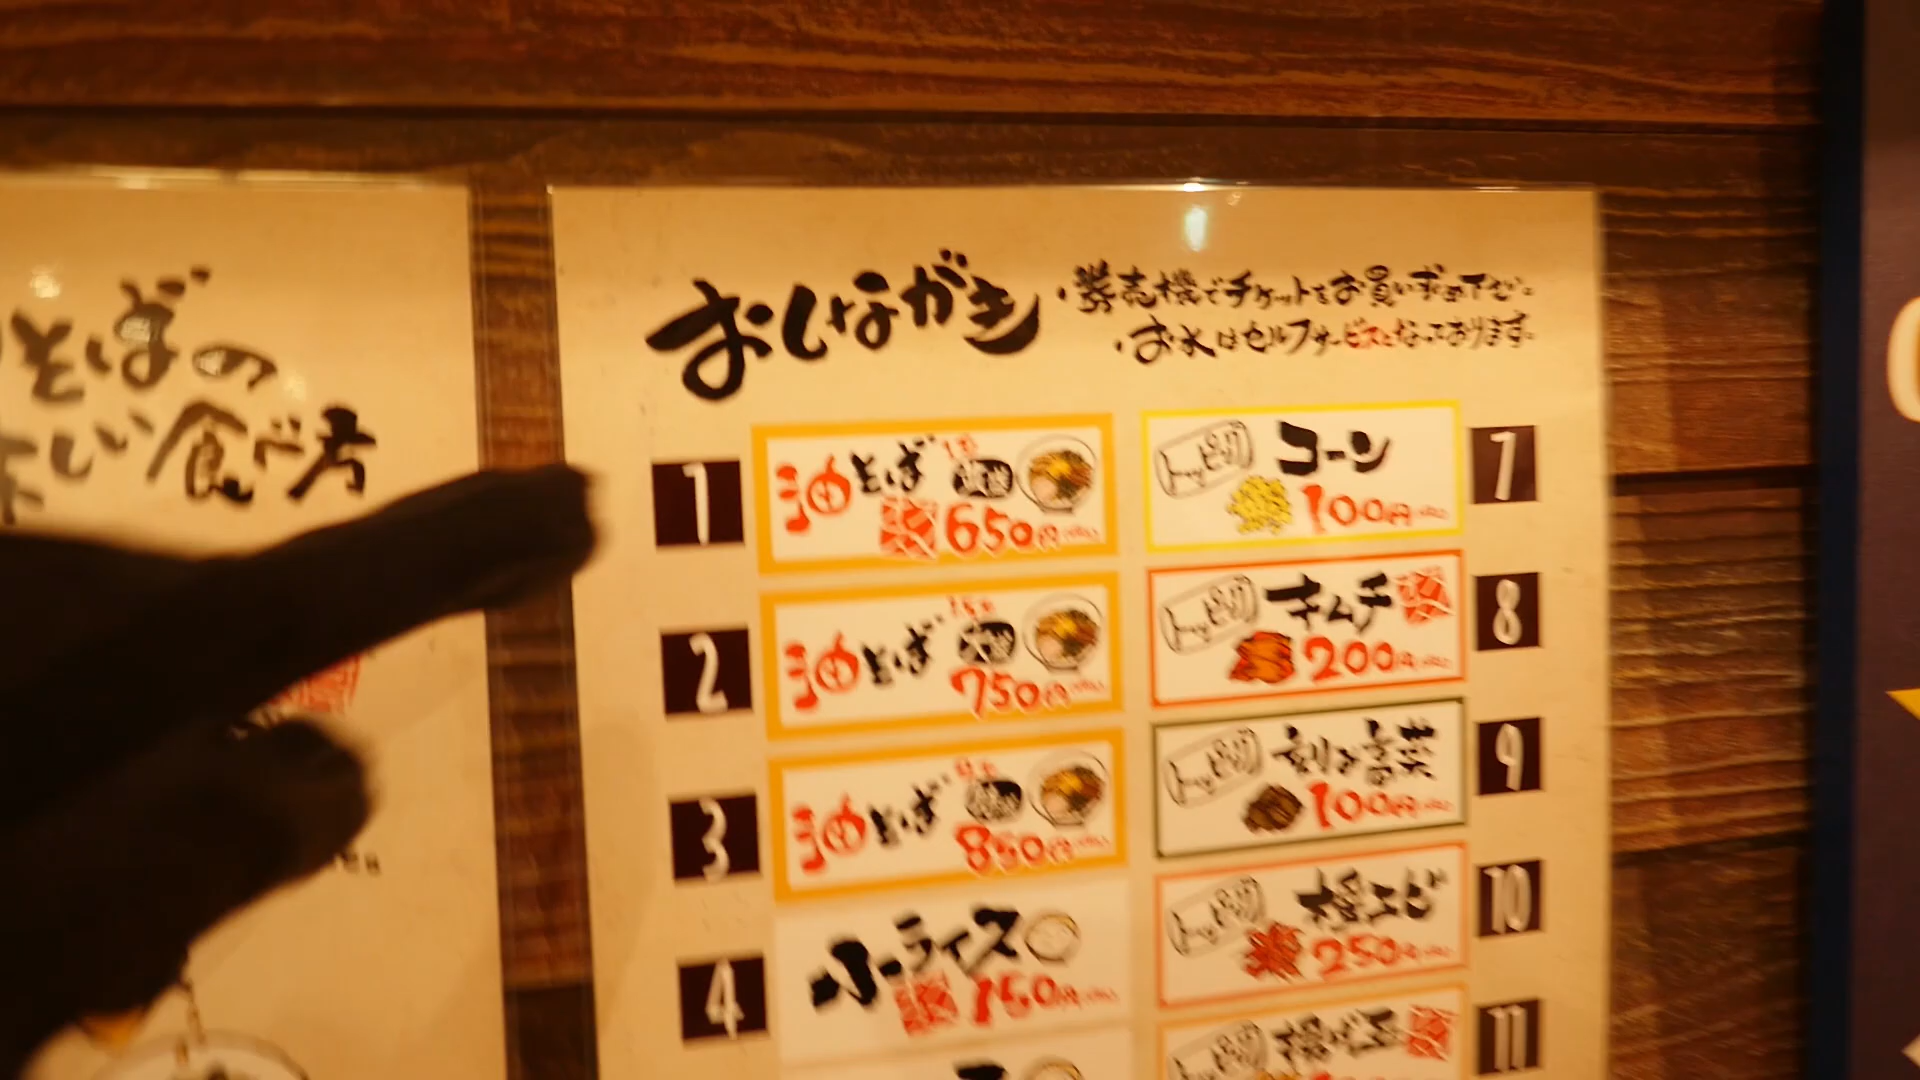 そばの
しい食べ方
おしながき
・券売機でチケットをお買い求め下さい。
・お水はセルフサービスとなっております。
1
油そば
650円
2
油そば
750円
3
油そば
850円
4
小ライス
150円
トッピング
コーン
100円
7
トッピング
キムチ
200円
8
トッピング
刻み高菜
100円
9
トッピング
桜エビ
250円
10
トッピング
揚げ玉
11